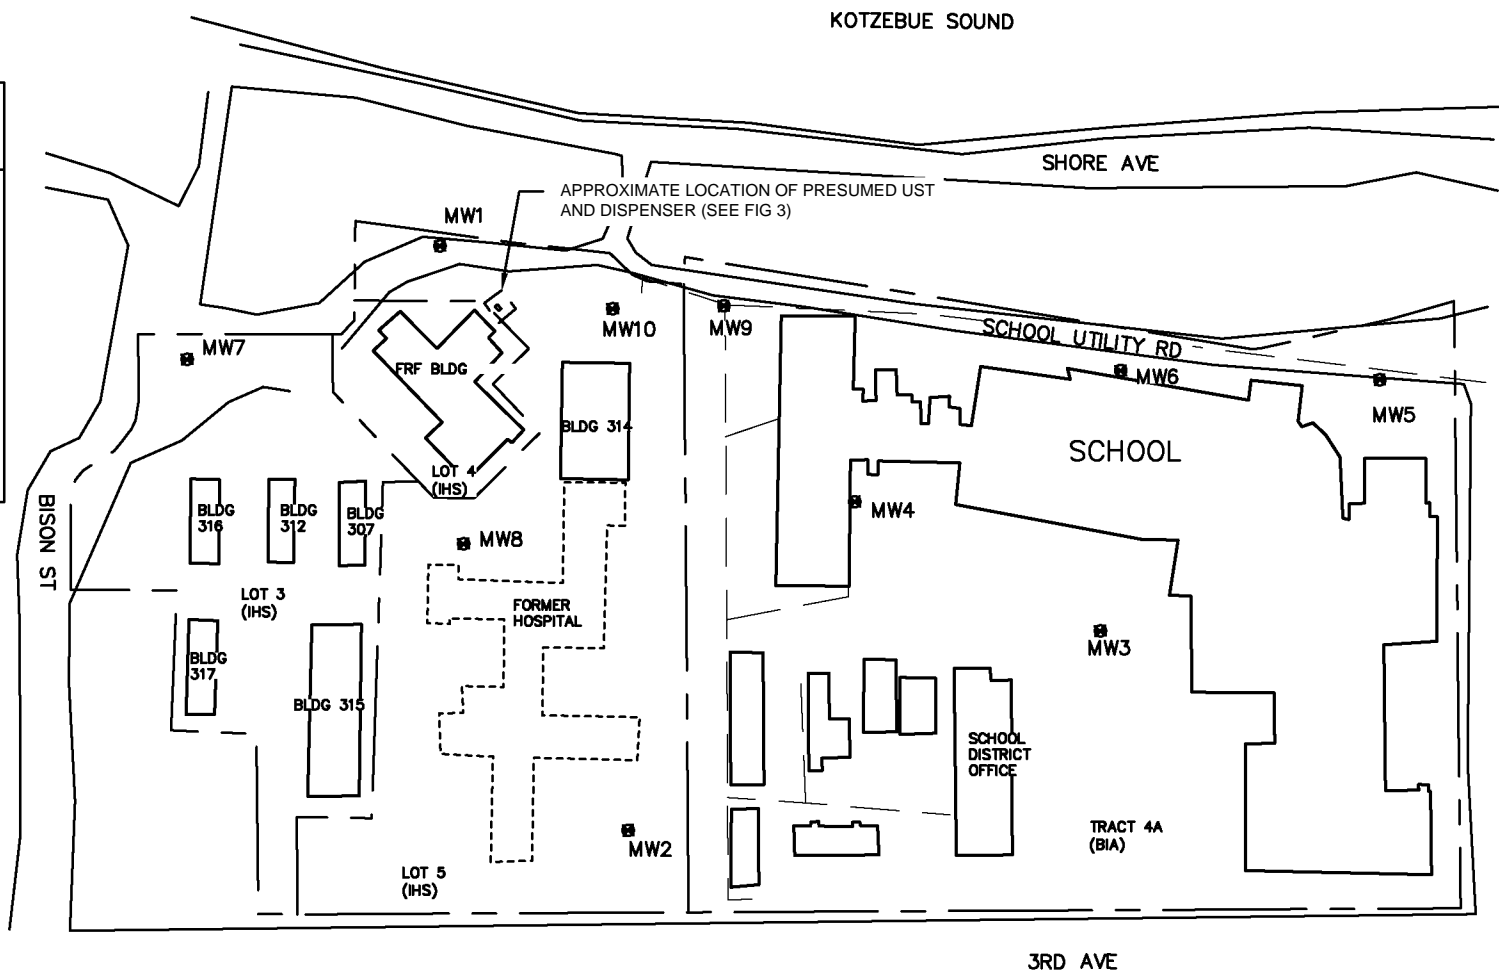 KOTZEBUE SOUND
SHORE AVE
APPROXIMATE LOCATION OF PRESUMED UST
AND DISPENSER (SEE FIG 3)
MW1
MW10
MW9
SCHOOL UTILITY RD
MW7
FRF BLDG
MW6
MW5
BLDG 314
SCHOOL
LOT 4
(IHS)
BISON ST
BLDG
316
BLDG
312
BLDG
307
MW4
MW8
LOT 3
(IHS)
FORMER
HOSPITAL
MW3
BLDG
317
BLDG 315
SCHOOL
DISTRICT
OFFICE
MW2
TRACT 4A
(BIA)
LOT 5
(IHS)
3RD AVE